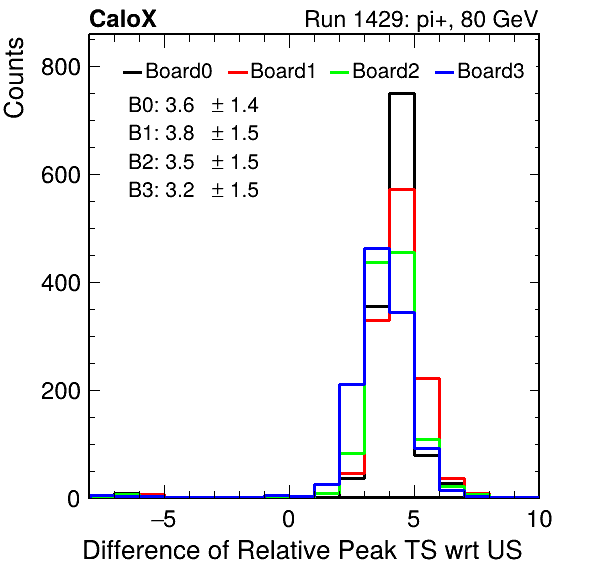 CaloX Run 1429: pi+, 80 GeV
Counts
Board0 Board1 Board2 Board3
B0: 3.6 ± 1.4
B1: 3.8 ± 1.5
B2: 3.5 ± 1.5
B3: 3.2 ± 1.5
800
600
400
200
0
−5 0 5 10
Difference of Relative Peak TS wrt US